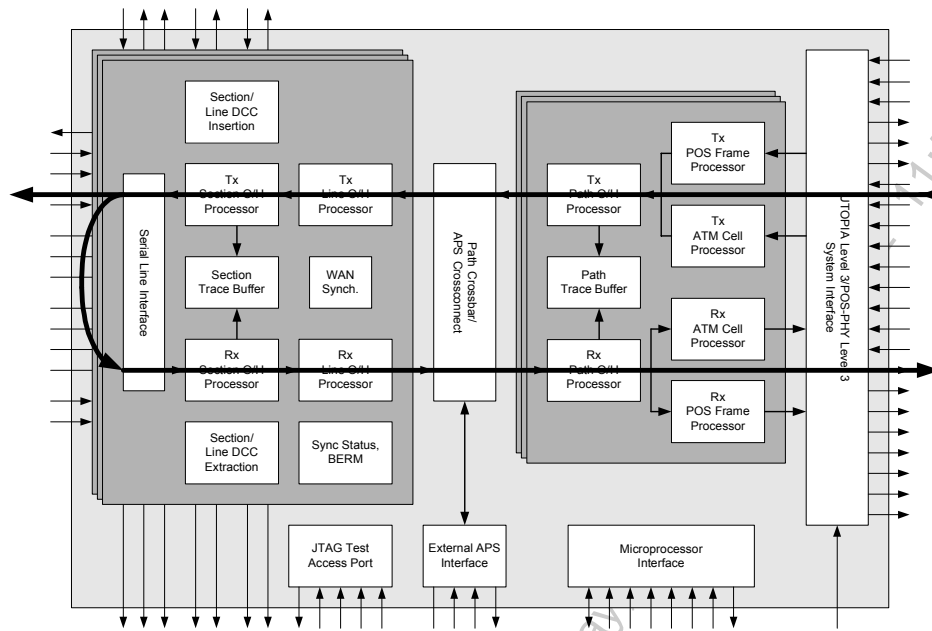 Section/
Line DCC
Insertion
Tx
POS Frame
Processor
Tx
Section O/H
Processor
Tx
Line O/H
Processor
Tx
Path O/H
Processor
Tx
ATM Cell
Processor
Serial Line Interface
Section
Trace Buffer
WAN
Synch.
Path Crossbar/
APS Crossconnect
Path
Trace Buffer
UTOPIA Level 3/POS-PHY Level 3
System Interface
Rx
ATM Cell
Processor
Rx
Section O/H
Processor
Rx
Line O/H
Processor
Rx
Path O/H
Processor
Rx
POS Frame
Processor
Section/
Line DCC
Extraction
Sync Status,
BERM
JTAG Test
Access Port
External APS
Interface
Microprocessor
Interface